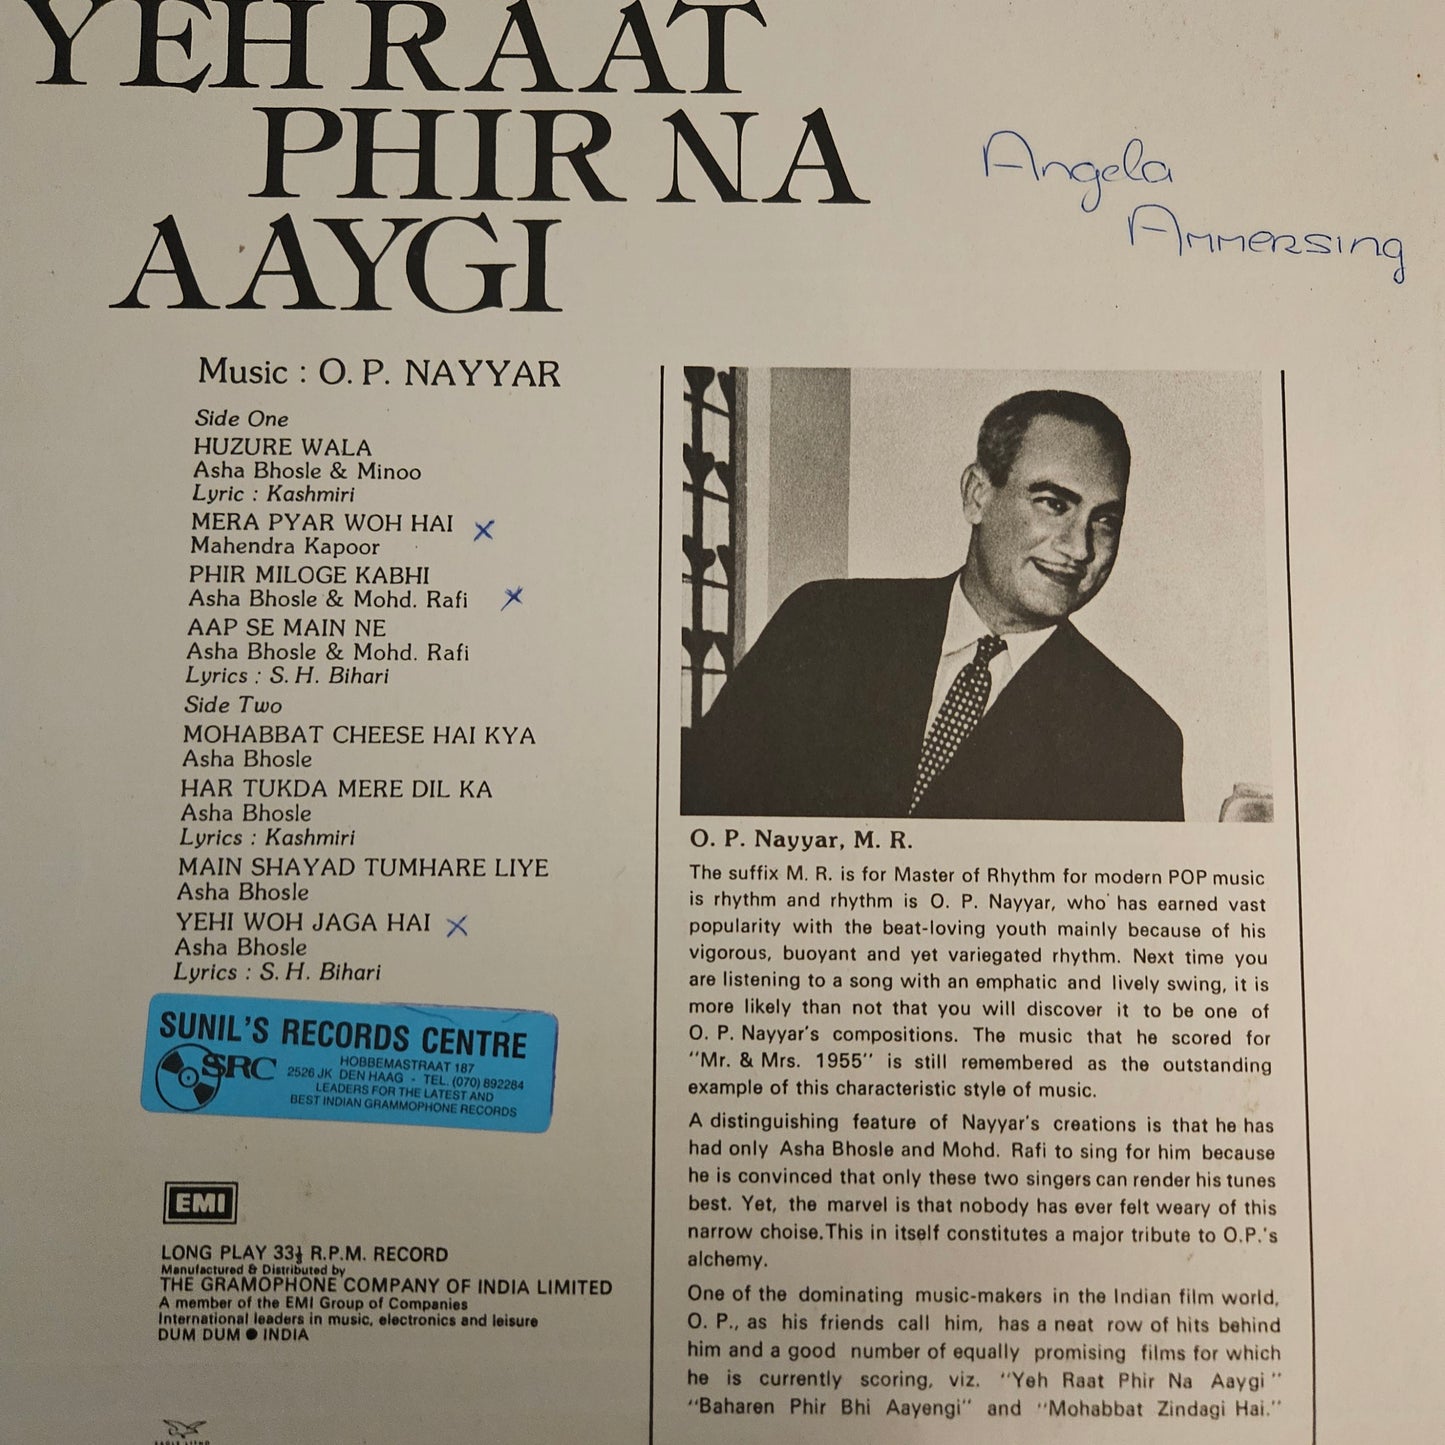 YEH RAAT
PHIR NA
AAYGI
Angela
Ammersing
Music : O. P. NAYYAR
Side One
HUZURE WALA
Asha Bhosle & Minoo
Lyric : Kashmiri
MERA PYAR WOH HAI
Mahendra Kapoor
PHIR MILOGE KABHI
Asha Bhosle & Mohd. Rafi
AAP SE MAIN NE
Asha Bhosle & Mohd. Rafi
Lyrics : S. H. Bihari
Side Two
MOHABBAT CHEESE HAI KYA
Asha Bhosle
HAR TUKDA MERE DIL KA
Asha Bhosle
Lyrics : Kashmiri
MAIN SHAYAD TUMHARE LIYE
Asha Bhosle
YEHI WOH JAGA HAI
Asha Bhosle
Lyrics : S. H. Bihari
SUNIL'S RECORDS CENTRE
SRC
HOBBEMASTRAAT 187
2526 JK DEN HAAG - TEL. (070) 892284
LEADERS FOR THE LATEST AND
BEST INDIAN GRAMMOPHONE RECORDS
EMI
LONG PLAY 33⅓ R.P.M. RECORD
Manufactured & Distributed by
THE GRAMOPHONE COMPANY OF INDIA LIMITED
A member of the EMI Group of Companies
International leaders in music, electronics and leisure
DUM DUM ● INDIA
O. P. Nayyar, M. R.
The suffix M. R. is for Master of Rhythm for modern POP music
is rhythm and rhythm is O. P. Nayyar, who has earned vast
popularity with the beat-loving youth mainly because of his
vigorous, buoyant and yet variegated rhythm. Next time you
are listening to a song with an emphatic and lively swing, it is
more likely than not that you will discover it to be one of
O. P. Nayyar's compositions. The music that he scored for
"Mr. & Mrs. 1955" is still remembered as the outstanding
example of this characteristic style of music.
A distinguishing feature of Nayyar's creations is that he has
had only Asha Bhosle and Mohd. Rafi to sing for him because
he is convinced that only these two singers can render his tunes
best. Yet, the marvel is that nobody has ever felt weary of this
narrow choise. This in itself constitutes a major tribute to O.P.'s
alchemy.
One of the dominating music-makers in the Indian film world,
O. P., as his friends call him, has a neat row of hits behind
him and a good number of equally promising films for which
he is currently scoring, viz. "Yeh Raat Phir Na Aaygi"
"Baharen Phir Bhi Aayengi" and "Mohabbat Zindagi Hai."